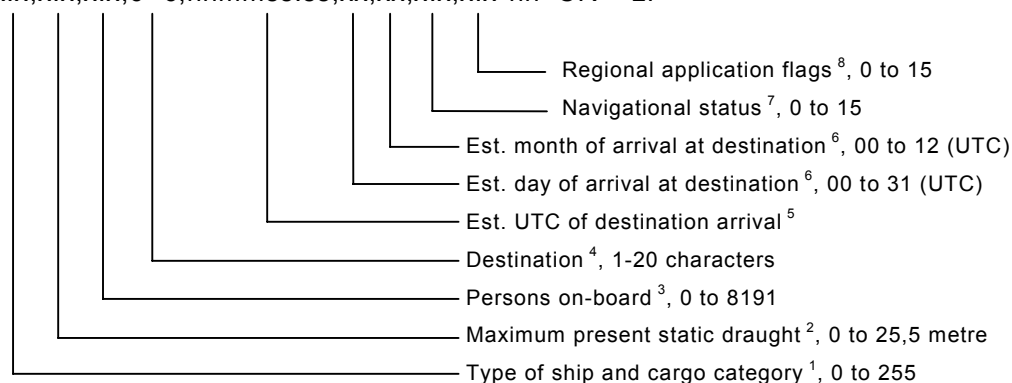 Regional application flags 8, 0 to 15
Navigational status 7, 0 to 15
Est. month of arrival at destination 6, 00 to 12 (UTC)
Est. day of arrival at destination 6, 00 to 31 (UTC)
Est. UTC of destination arrival 5
Destination 4, 1-20 characters
Persons on-board 3, 0 to 8191
Maximum present static draught 2, 0 to 25,5 metre
Type of ship and cargo category 1, 0 to 255